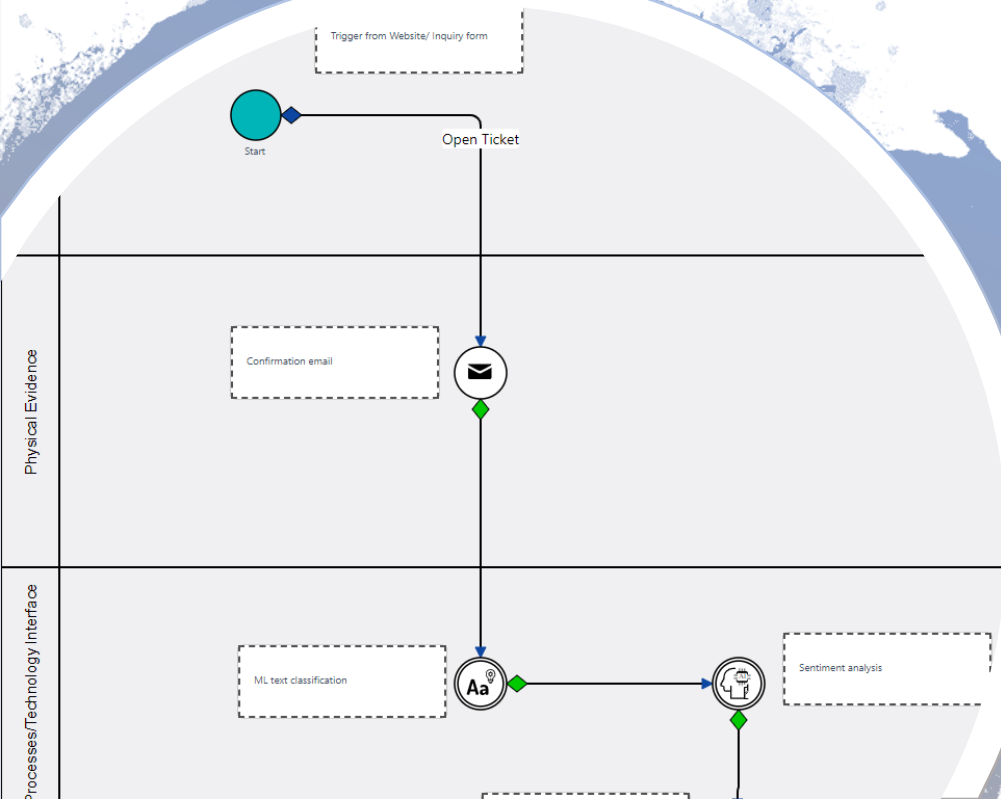 Trigger from Website/ Inquiry form
Start
Open Ticket
Physical Evidence
Confirmation email
Processes/Technology Interface
ML text classification
Aa
Sentiment analysis